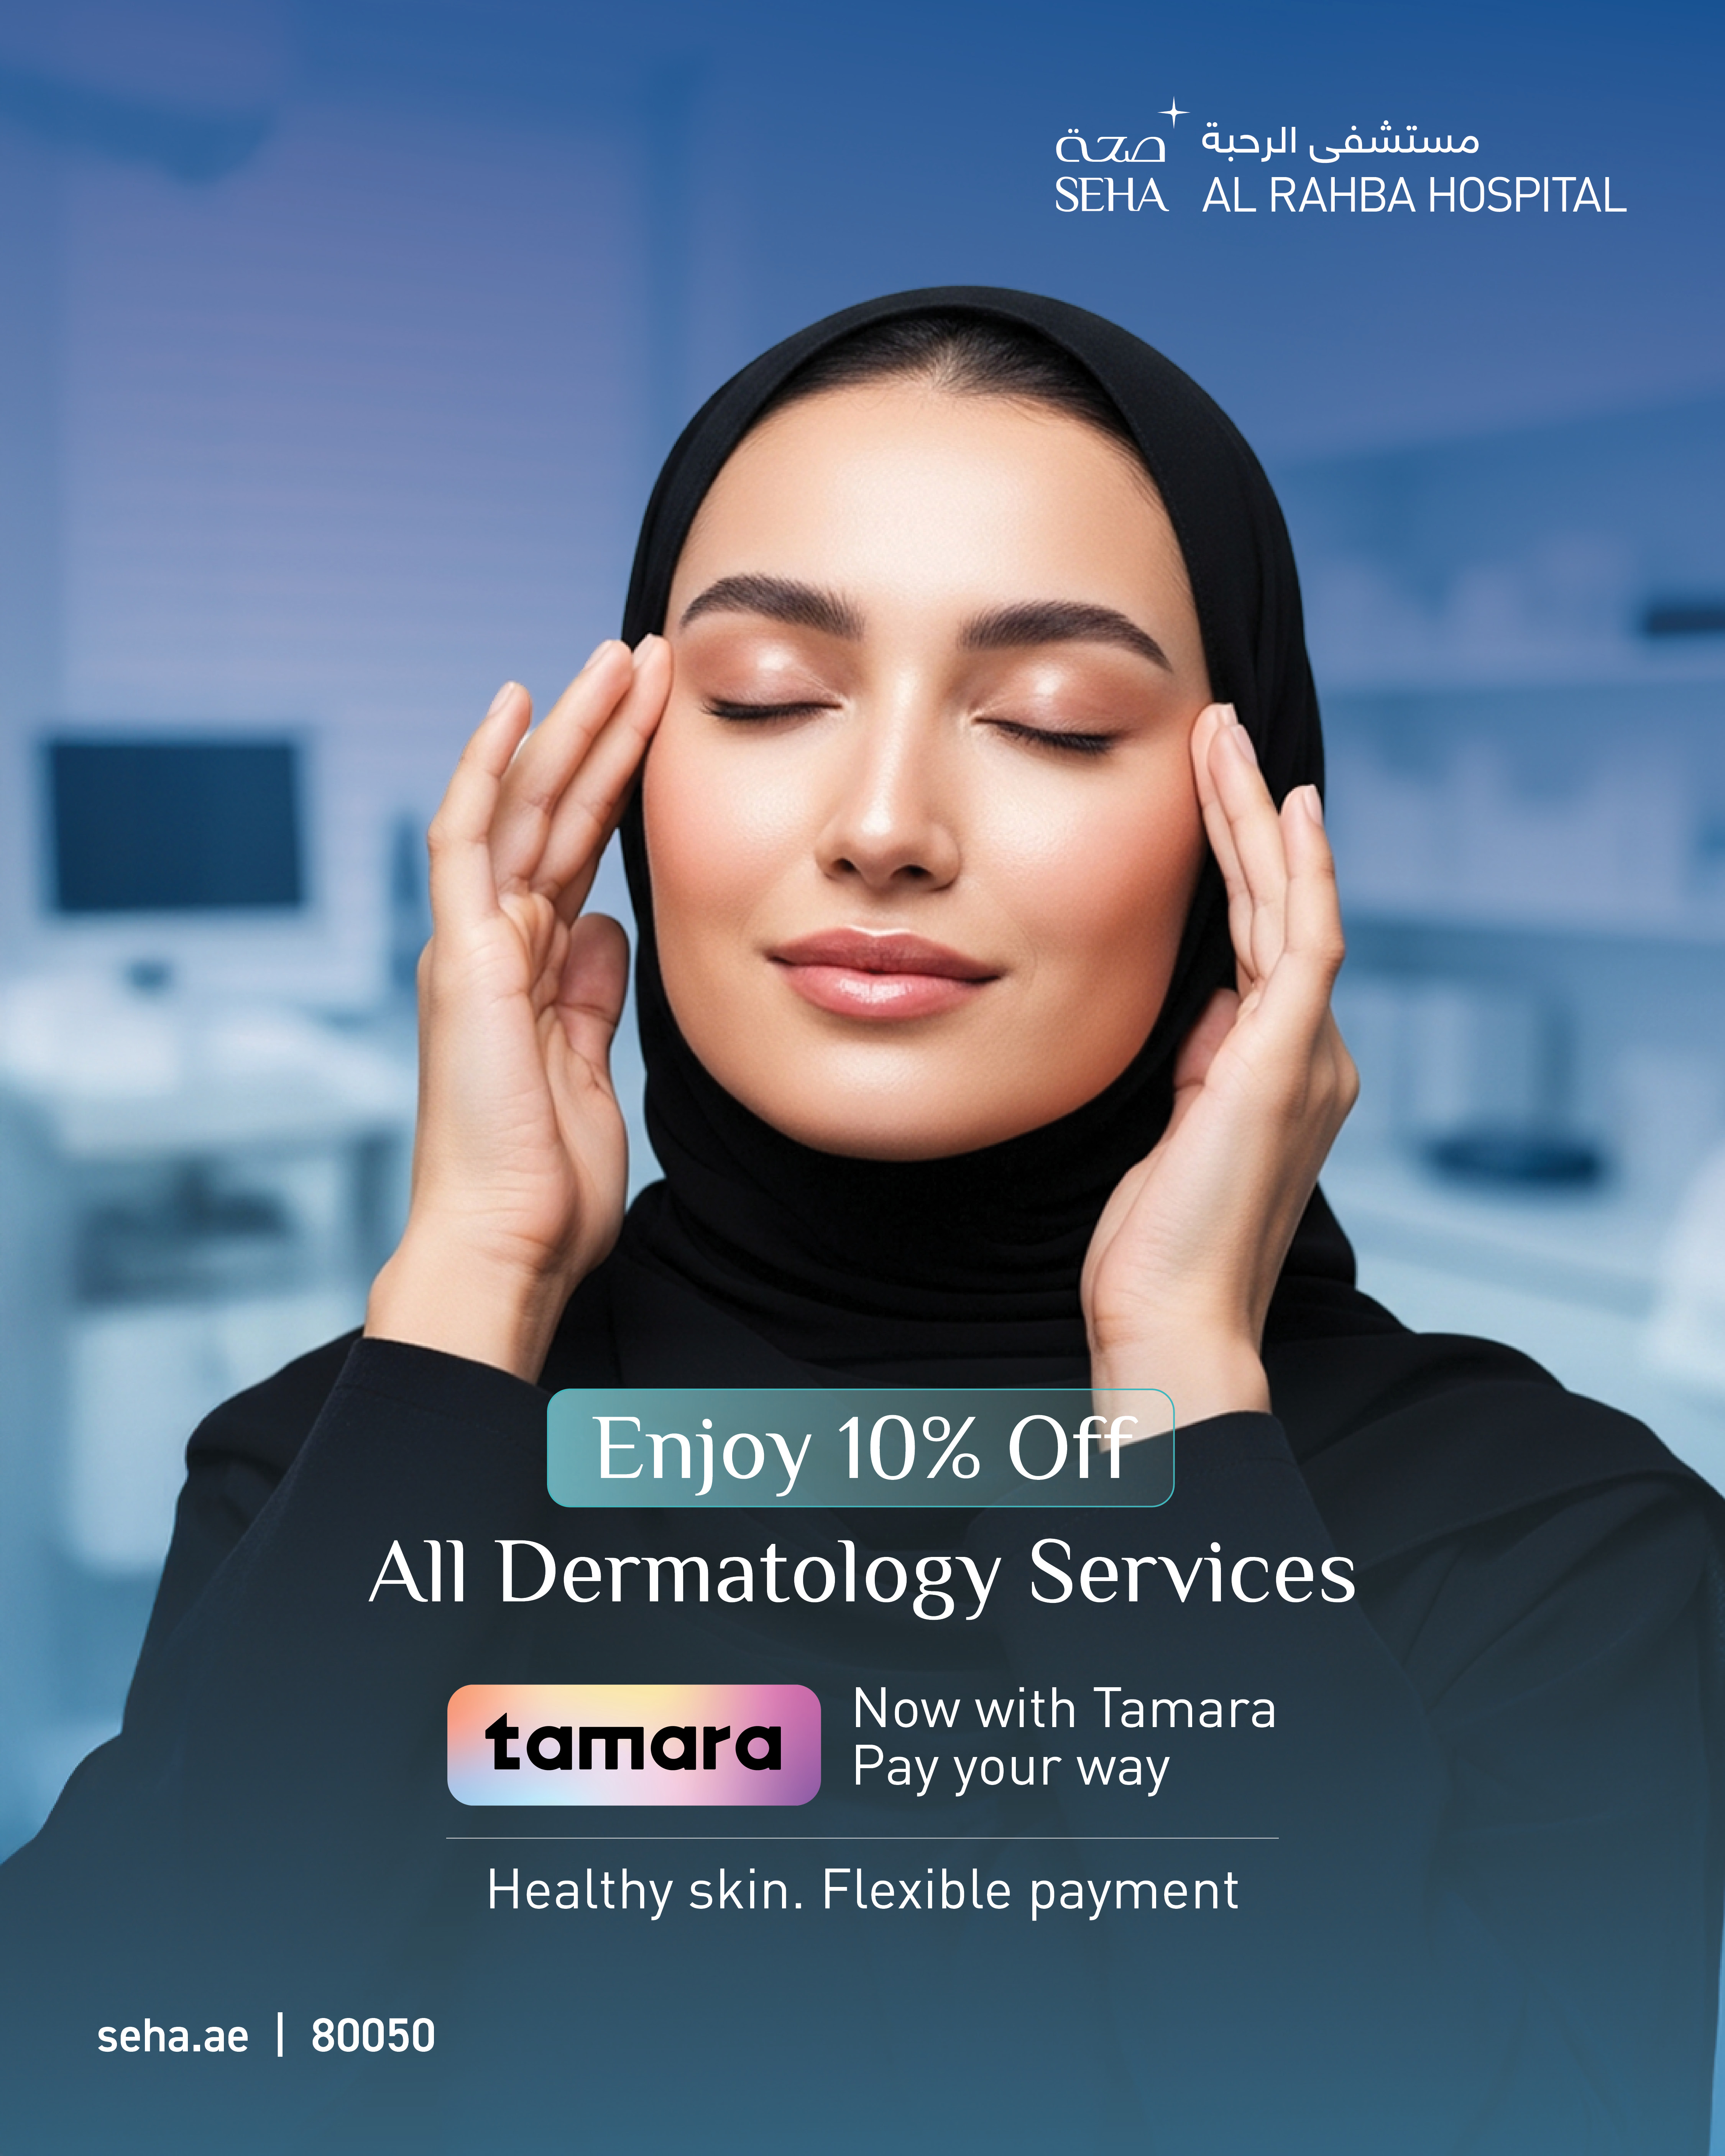 صحة
SEHA
مستشفى الرحبة
AL RAHBA HOSPITAL
Enjoy 10% Off
All Dermatology Services
tamara
Now with Tamara
Pay your way
Healthy skin. Flexible payment
seha.ae | 80050